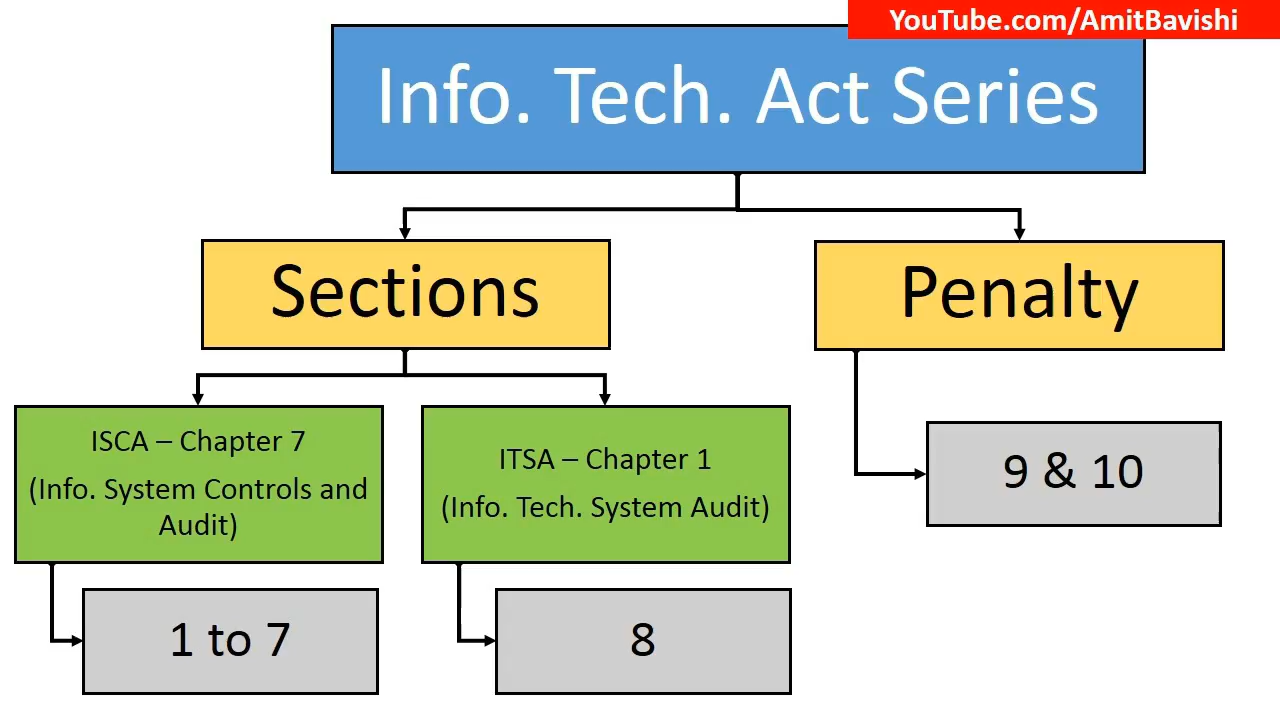 YouTube.com/AmitBavishi
Info. Tech. Act Series
Sections
Penalty
ISCA – Chapter 7
(Info. System Controls and
Audit)
ITSA – Chapter 1
(Info. Tech. System Audit)
9 & 10
1 to 7
8